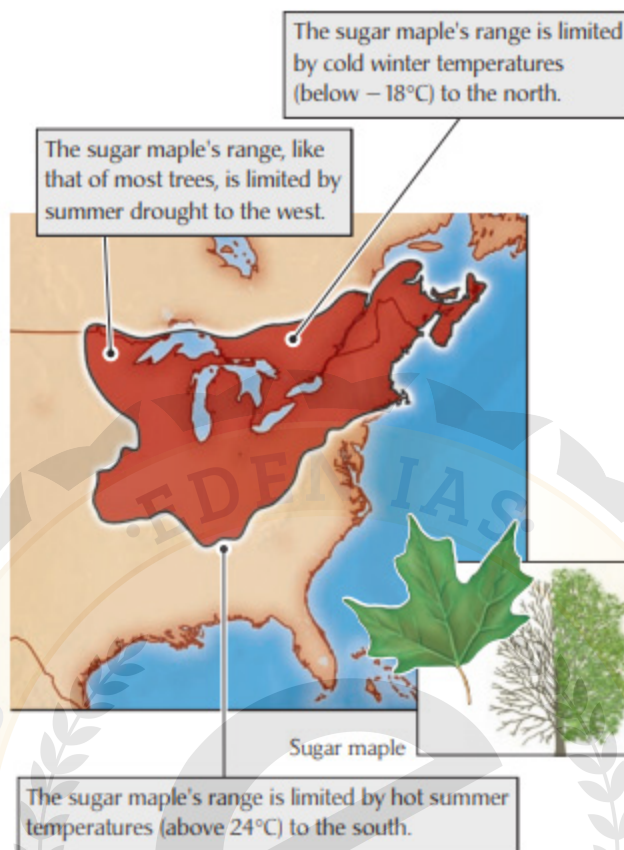 The sugar maple's range is limited
by cold winter temperatures
(below – 18°C) to the north.
The sugar maple's range, like
that of most trees, is limited by
summer drought to the west.
EDEN IAS
Sugar maple
The sugar maple's range is limited by hot summer
temperatures (above 24°C) to the south.